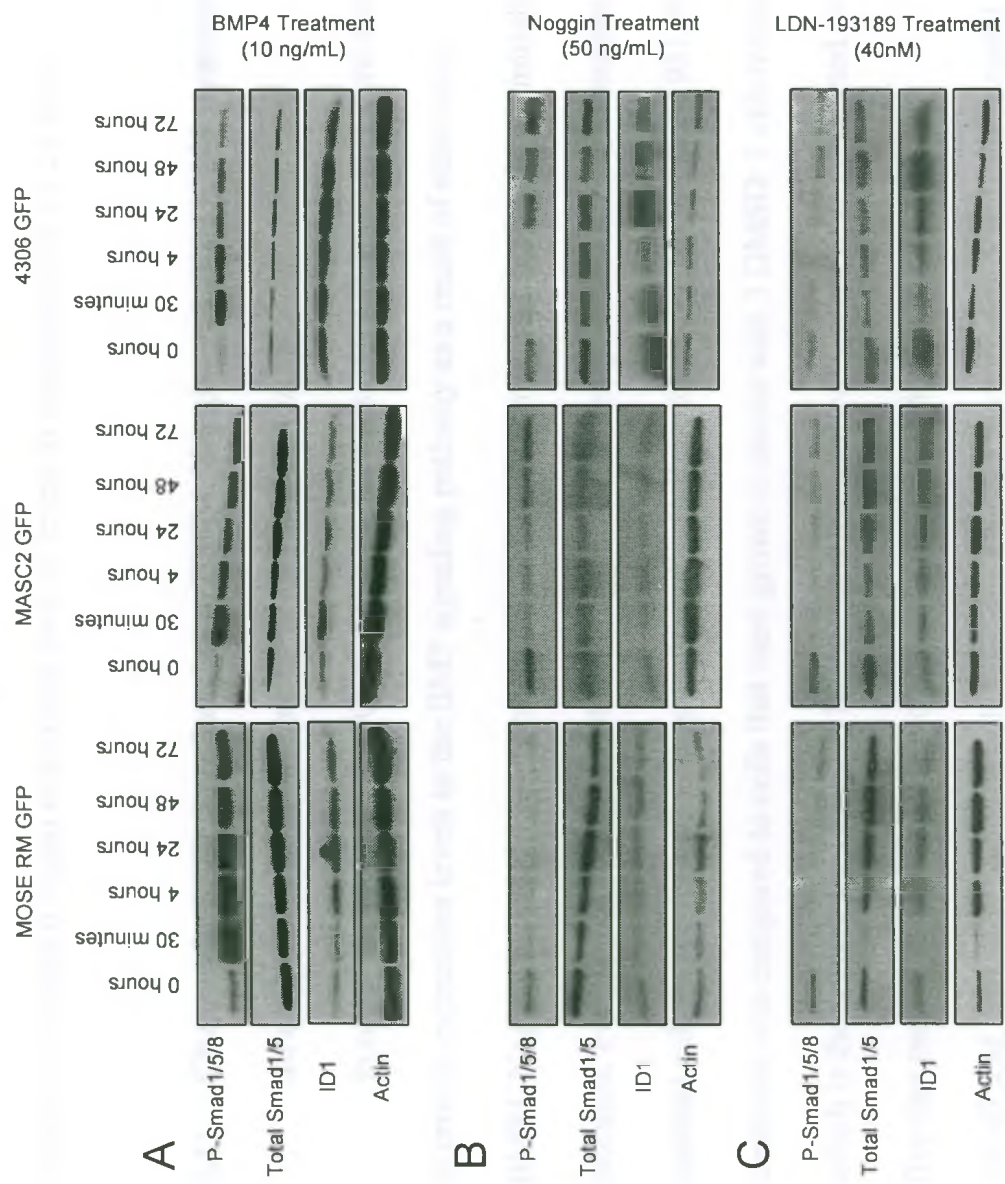 MOSE RM GFP
MASC2 GFP
4306 GFP
0 hours
30 minutes
4 hours
24 hours
48 hours
72 hours
0 hours
30 minutes
4 hours
24 hours
48 hours
72 hours
0 hours
30 minutes
4 hours
24 hours
48 hours
72 hours
A
P-Smad1/5/8
Total Smad1/5
ID1
Actin
BMP4 Treatment
(10 ng/mL)
B
P-Smad1/5/8
Total Smad1/5
ID1
Actin
Noggin Treatment
(50 ng/mL)
C
P-Smad1/5/8
Total Smad1/5
ID1
Actin
LDN-193189 Treatment
(40nM)